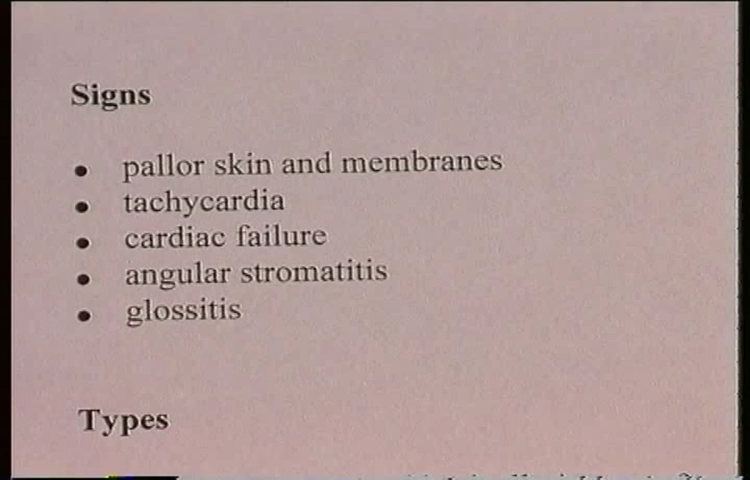 Signs
• pallor skin and membranes
• tachycardia
• cardiac failure
• angular stromatitis
• glossitis
Types